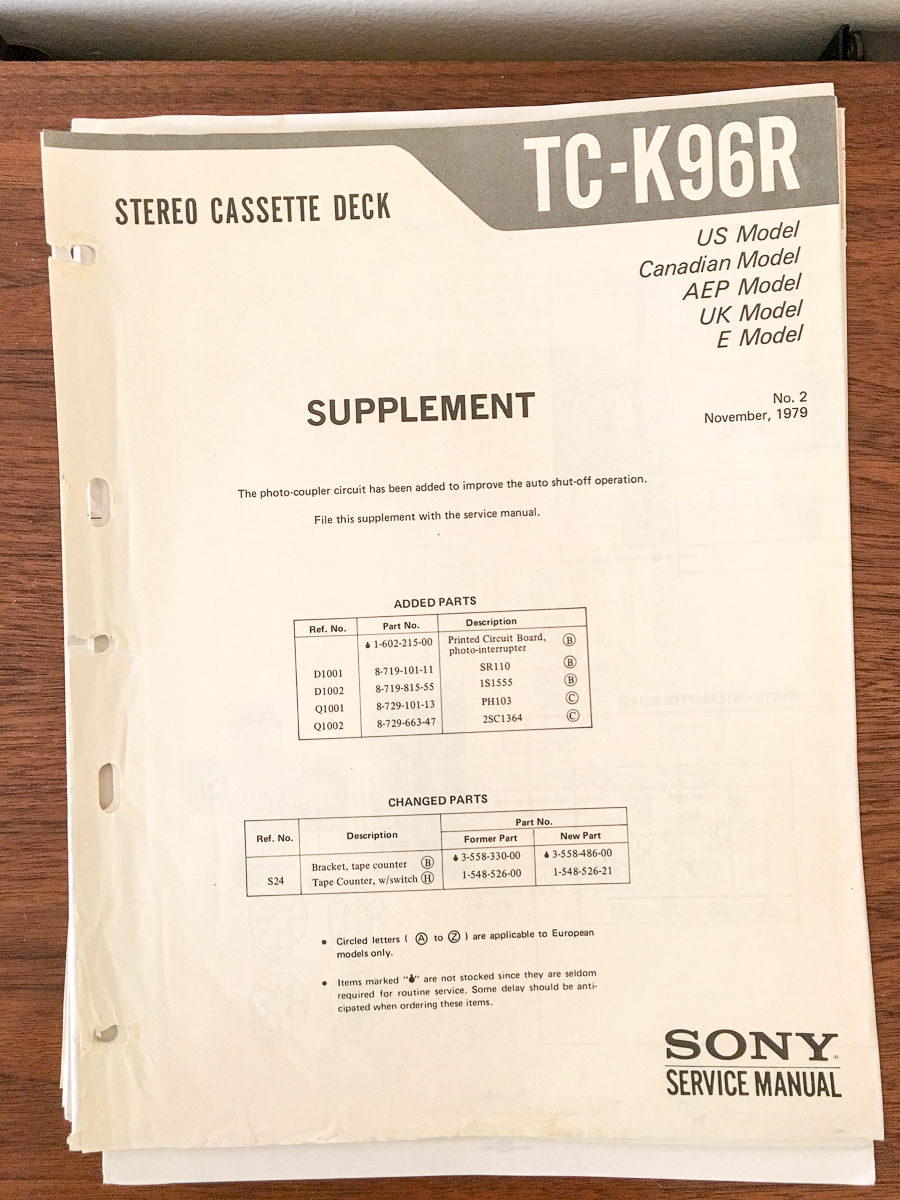 TC-K96R
STEREO CASSETTE DECK
US Model
Canadian Model
AEP Model
UK Model
E Model
SUPPLEMENT
No. 2
November, 1979
The photo-coupler circuit has been added to improve the auto shut-off operation.
File this supplement with the service manual.
ADDED PARTS
Ref. No. Part No. Description
1-602-215-00 Printed Circuit Board, photo-interrupter Ⓑ
D1001 8-719-101-11 SR110 Ⓑ
D1002 8-719-815-55 1S1555 Ⓑ
Q1001 8-729-101-13 PH103 Ⓒ
Q1002 8-729-663-47 2SC1364 Ⓒ
CHANGED PARTS
Ref. No. Description Part No.
Former Part New Part
Bracket, tape counter Ⓑ 3-558-330-00 3-558-486-00
S24 Tape Counter, w/switch Ⓗ 1-548-526-00 1-548-526-21
• Circled letters ( Ⓐ to Ⓩ ) are applicable to European
models only.
• Items marked " " are not stocked since they are seldom
required for routine service. Some delay should be anti-
cipated when ordering these items.
SONY
SERVICE MANUAL